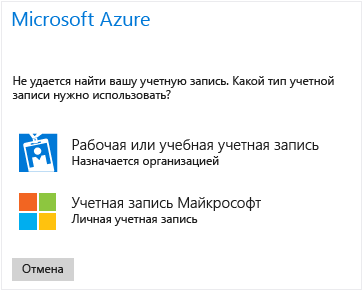 Microsoft Azure
Не удается найти вашу учетную запись. Какой тип учетной
записи нужно использовать?
Рабочая или учебная учетная запись
Назначается организацией
Учетная запись Майкрософт
Личная учетная запись
Отмена